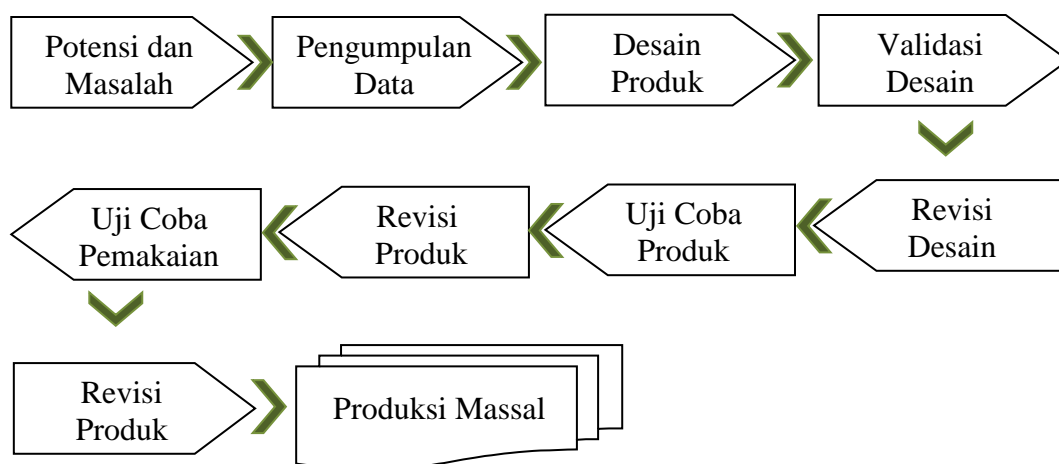 Potensi dan
Masalah
Pengumpulan
Data
Desain
Produk
Validasi
Desain
Revisi
Desain
Uji Coba
Produk
Revisi
Produk
Uji Coba
Pemakaian
Revisi
Produk
Produksi Massal